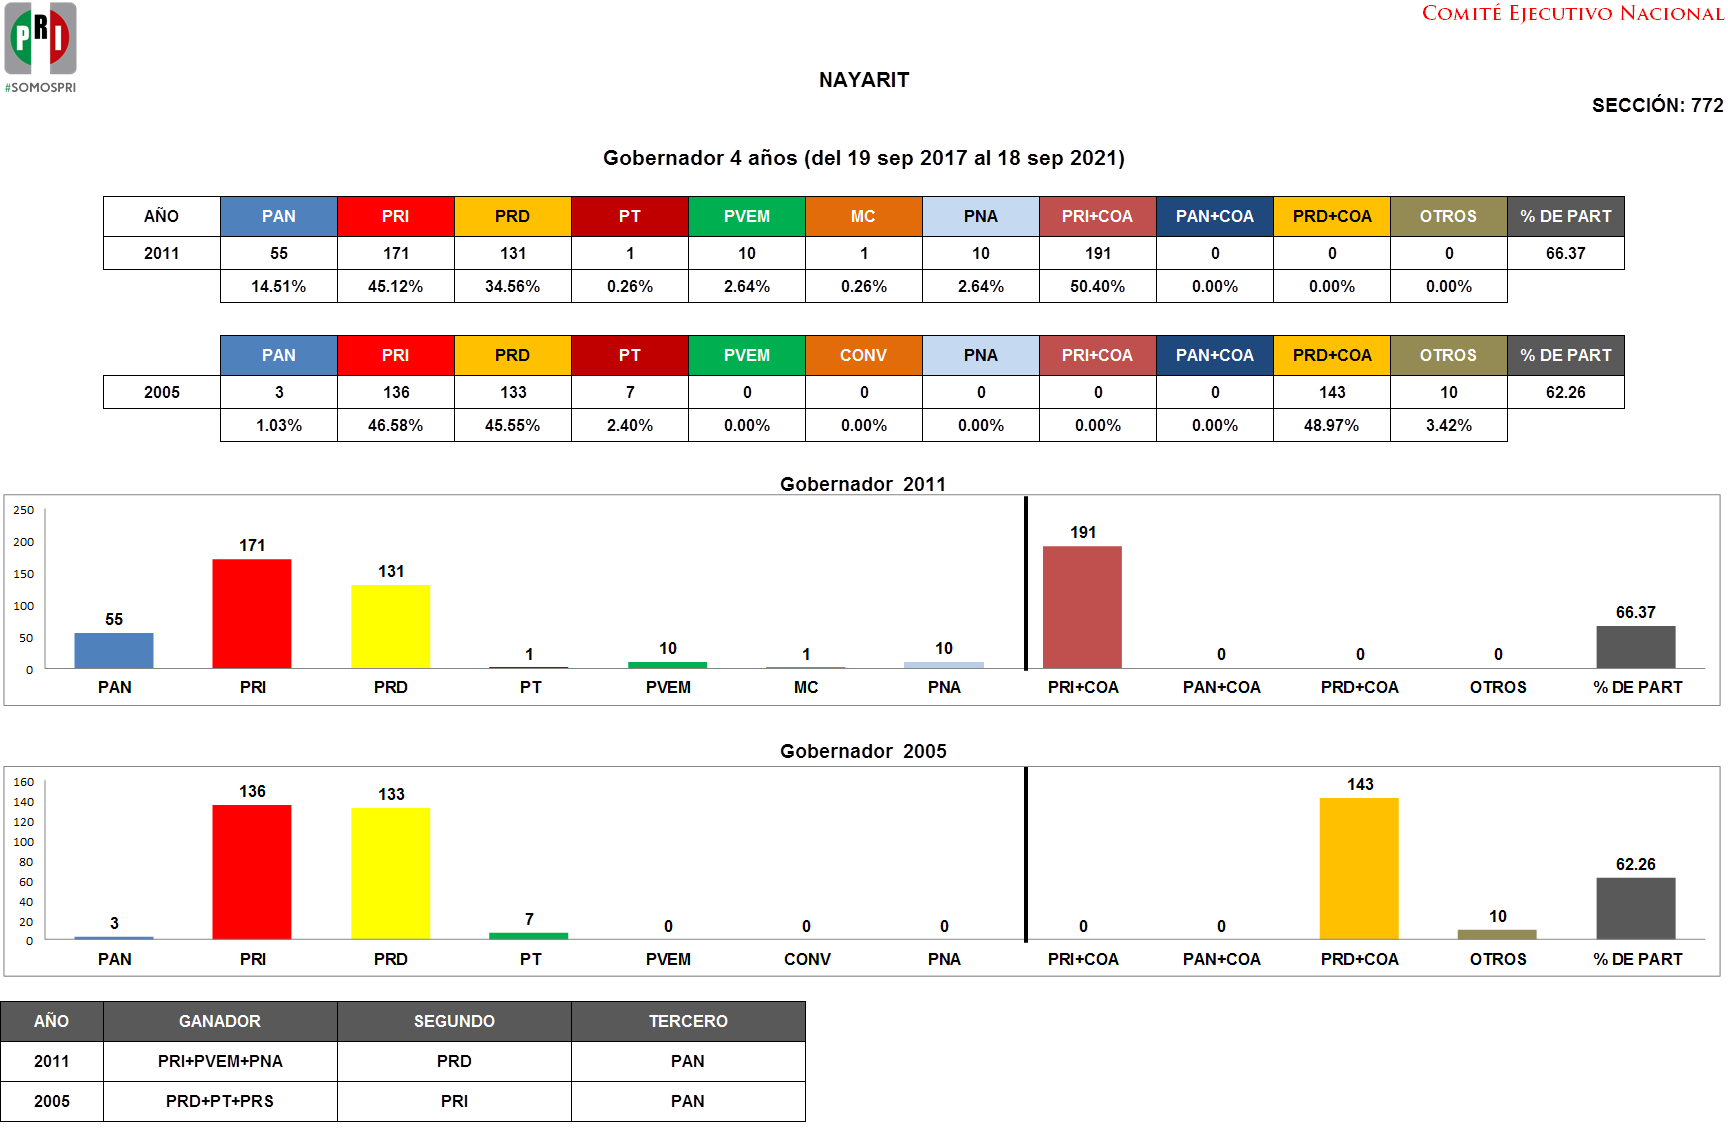 PRI
#SOMOSPRI
COMITÉ EJECUTIVO NACIONAL
NAYARIT
SECCIÓN: 772
Gobernador 4 años (del 19 sep 2017 al 18 sep 2021)
AÑO PAN PRI PRD PT PVEM MC PNA PRI+COA PAN+COA PRD+COA OTROS % DE PART
2011 55 171 131 1 10 1 10 191 0 0 0 66.37
14.51% 45.12% 34.56% 0.26% 2.64% 0.26% 2.64% 50.40% 0.00% 0.00% 0.00%
PAN PRI PRD PT PVEM CONV PNA PRI+COA PAN+COA PRD+COA OTROS % DE PART
2005 3 136 133 7 0 0 0 0 0 143 10 62.26
1.03% 46.58% 45.55% 2.40% 0.00% 0.00% 0.00% 0.00% 0.00% 48.97% 3.42%
Gobernador 2011
250
200
150
100
50
0
55 171 131 1 10 1 10 191 0 0 0 66.37
PAN PRI PRD PT PVEM MC PNA PRI+COA PAN+COA PRD+COA OTROS % DE PART
Gobernador 2005
160
140
120
100
80
60
40
20
0
3 136 133 7 0 0 0 0 0 143 10 62.26
PAN PRI PRD PT PVEM CONV PNA PRI+COA PAN+COA PRD+COA OTROS % DE PART
AÑO GANADOR SEGUNDO TERCERO
2011 PRI+PVEM+PNA PRD PAN
2005 PRD+PT+PRS PRI PAN